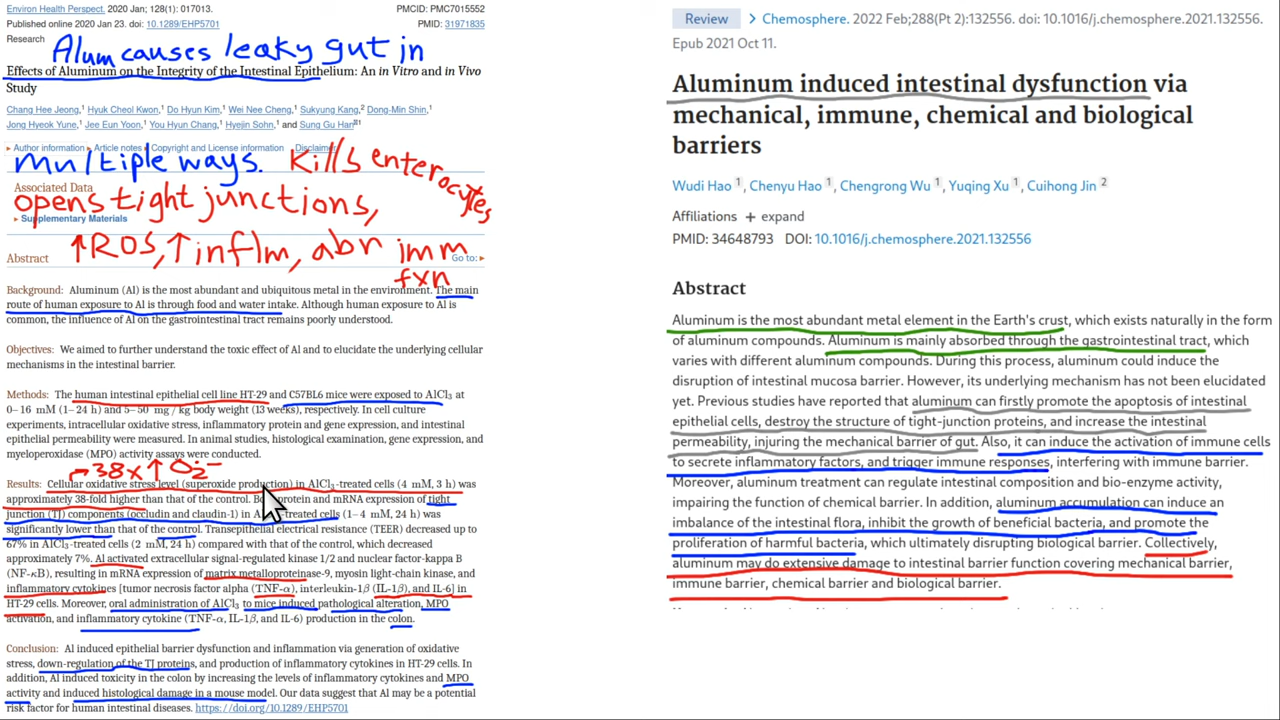 Environ Health Perspect. 2020 Jan; 128(1): 017013.
PMCID: PMC7015552
Published online 2020 Jan 23. doi: 10.1289/EHP5701
PMID: 31971835
Research
Alum causes leaky gut in
Effects of Aluminum on the Integrity of the Intestinal Epithelium: An in Vitro and in Vivo
Study
Chang Hee Jeong,1 Hyuk Cheol Kwon,1 Do Hyun Kim,1 Wei Nee Cheng,1 Sukyung Kang,2 Dong-Min Shin,1
Jong Hyeok Yune,1 Jee Eun Yoon,1 You Hyun Chang,1 Hyejin Sohn,1 and Sung Gu Han1
▸ Author information ▸ Article notes ▸ Copyright and License information Disclaimer
multiple ways. Kills enterocytes
Associated Data
opens tight junctions,
▸ Supplementary Materials
↑ROS, ↑inflm, abn imm
fxn
Abstract
Go to: ▸
Background: Aluminum (Al) is the most abundant and ubiquitous metal in the environment. The main
route of human exposure to Al is through food and water intake. Although human exposure to Al is
common, the influence of Al on the gastrointestinal tract remains poorly understood.
Objectives: We aimed to further understand the toxic effect of Al and to elucidate the underlying cellular
mechanisms in the intestinal barrier.
Methods: The human intestinal epithelial cell line HT-29 and C57BL6 mice were exposed to AlCl3 at
0–16 mM (1–24 h) and 5–50 mg/kg body weight (13 weeks), respectively. In cell culture
experiments, intracellular oxidative stress, inflammatory protein and gene expression, and intestinal
epithelial permeability were measured. In animal studies, histological examination, gene expression, and
myeloperoxidase (MPO) activity assays were conducted.
38x ↑ O2-
Results: Cellular oxidative stress level (superoxide production) in AlCl3-treated cells (4 mM, 3 h) was
approximately 38-fold higher than that of the control. protein and mRNA expression of tight
junction (TJ) components (occludin and claudin-1) in -treated cells (1–4 mM, 24 h) was
significantly lower than that of the control. Transepithelial electrical resistance (TEER) decreased up to
67% in AlCl3-treated cells (2 mM, 24 h) compared with that of the control, which decreased
approximately 7%. Al activated extracellular signal-regulated kinase 1/2 and nuclear factor-kappa B
(NF-κB), resulting in mRNA expression of matrix metalloproteinase-9, myosin light-chain kinase, and
inflammatory cytokines [tumor necrosis factor alpha (TNF-α), interleukin-1β (IL-1β), and IL-6] in
HT-29 cells. Moreover, oral administration of AlCl3 to mice induced pathological alteration, MPO
activation, and inflammatory cytokine (TNF-α, IL-1β, and IL-6) production in the colon.
Conclusion: Al induced epithelial barrier dysfunction and inflammation via generation of oxidative
stress, down-regulation of the TJ proteins, and production of inflammatory cytokines in HT-29 cells. In
addition, Al induced toxicity in the colon by increasing the levels of inflammatory cytokines and MPO
activity and induced histological damage in a mouse model. Our data suggest that Al may be a potential
risk factor for human intestinal diseases. https://doi.org/10.1289/EHP5701
Review > Chemosphere. 2022 Feb;288(Pt 2):132556. doi: 10.1016/j.chemosphere.2021.132556.
Epub 2021 Oct 11.
Aluminum induced intestinal dysfunction via
mechanical, immune, chemical and biological
barriers
Wudi Hao 1, Chenyu Hao 1, Chengrong Wu 1, Yuqing Xu 1, Cuihong Jin 2
Affiliations + expand
PMID: 34648793 DOI: 10.1016/j.chemosphere.2021.132556
Abstract
Aluminum is the most abundant metal element in the Earth's crust, which exists naturally in the form
of aluminum compounds. Aluminum is mainly absorbed through the gastrointestinal tract, which
varies with different aluminum compounds. During this process, aluminum could induce the
disruption of intestinal mucosa barrier. However, its underlying mechanism has not been elucidated
yet. Previous studies have reported that aluminum can firstly promote the apoptosis of intestinal
epithelial cells, destroy the structure of tight-junction proteins, and increase the intestinal
permeability, injuring the mechanical barrier of gut. Also, it can induce the activation of immune cells
to secrete inflammatory factors, and trigger immune responses, interfering with immune barrier.
Moreover, aluminum treatment can regulate intestinal composition and bio-enzyme activity,
impairing the function of chemical barrier. In addition, aluminum accumulation can induce an
imbalance of the intestinal flora, inhibit the growth of beneficial bacteria, and promote the
proliferation of harmful bacteria, which ultimately disrupting biological barrier. Collectively,
aluminum may do extensive damage to intestinal barrier function covering mechanical barrier,
immune barrier, chemical barrier and biological barrier.